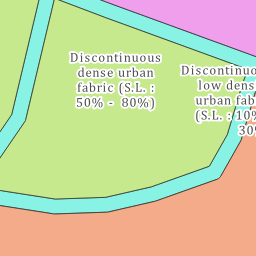 Discontinuous
dense urban
fabric (S.L. :
50% - 80%)
Discontinuo
low dens
urban fab
(S.L. : 10%
30%